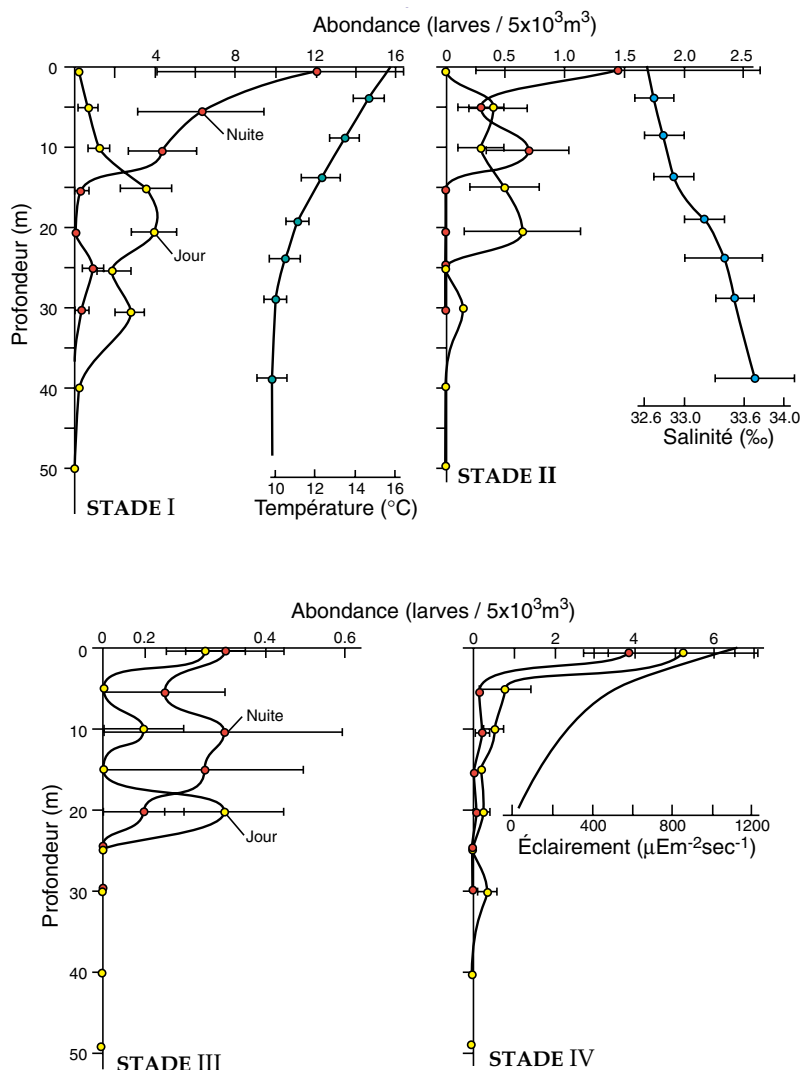 Abondance (larves / 5x10³m³)
0 4 8 12 16
0 0.5 1.0 1.5 2.0 2.5
Profondeur (m)
0
10
20
30
40
50
Nuite
Jour
10 12 14 16
Température (°C)
STADE I
32.6 33.0 33.6 34.0
Salinité (‰)
STADE II
Abondance (larves / 5x10³m³)
0 0.2 0.4 0.6
0 2 4 6
Profondeur (m)
0
10
20
30
40
50
Nuite
Jour
0 400 800 1200
Éclairement (µEm⁻²sec⁻¹)
STADE III
STADE IV